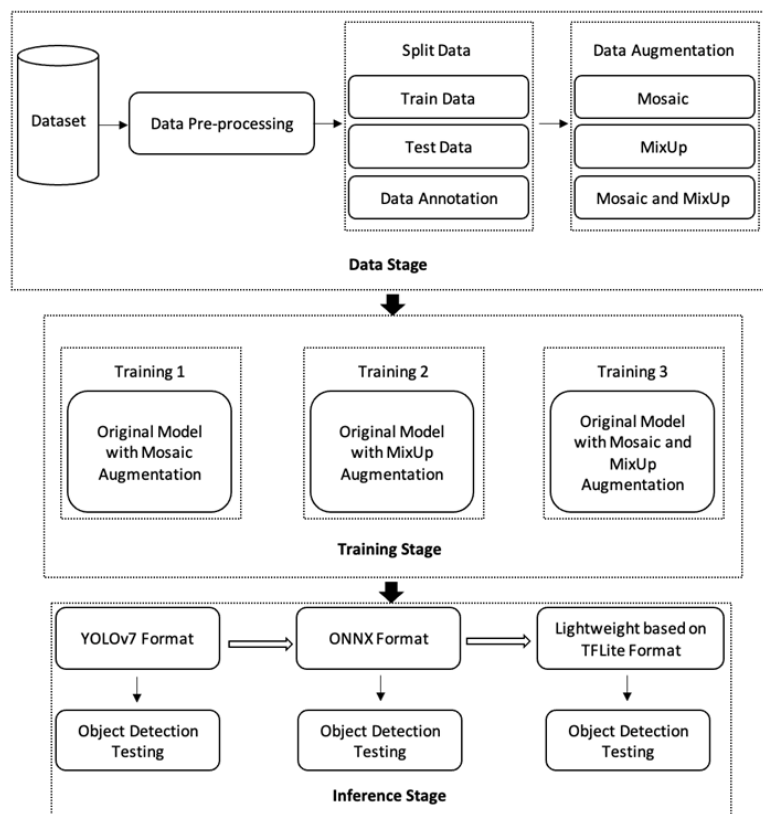 Dataset
Data Pre-processing
Split Data
Train Data
Test Data
Data Annotation
Data Augmentation
Mosaic
MixUp
Mosaic and MixUp
Data Stage
Training 1
Original Model
with Mosaic
Augmentation
Training 2
Original Model
with MixUp
Augmentation
Training 3
Original Model
with Mosaic and
MixUp
Augmentation
Training Stage
YOLOv7 Format
ONNX Format
Lightweight based on
TFLite Format
Object Detection
Testing
Object Detection
Testing
Object Detection
Testing
Inference Stage